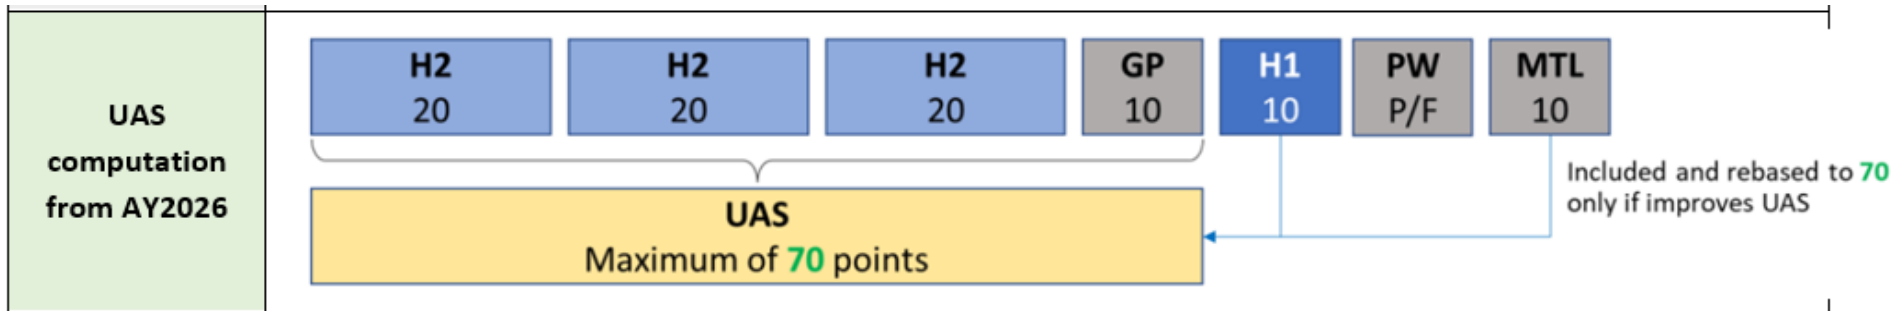 UAS
computation
from AY2026
H2
20
H2
20
H2
20
GP
10
H1
10
PW
P/F
MTL
10
Included and rebased to 70
only if improves UAS
UAS
Maximum of 70 points